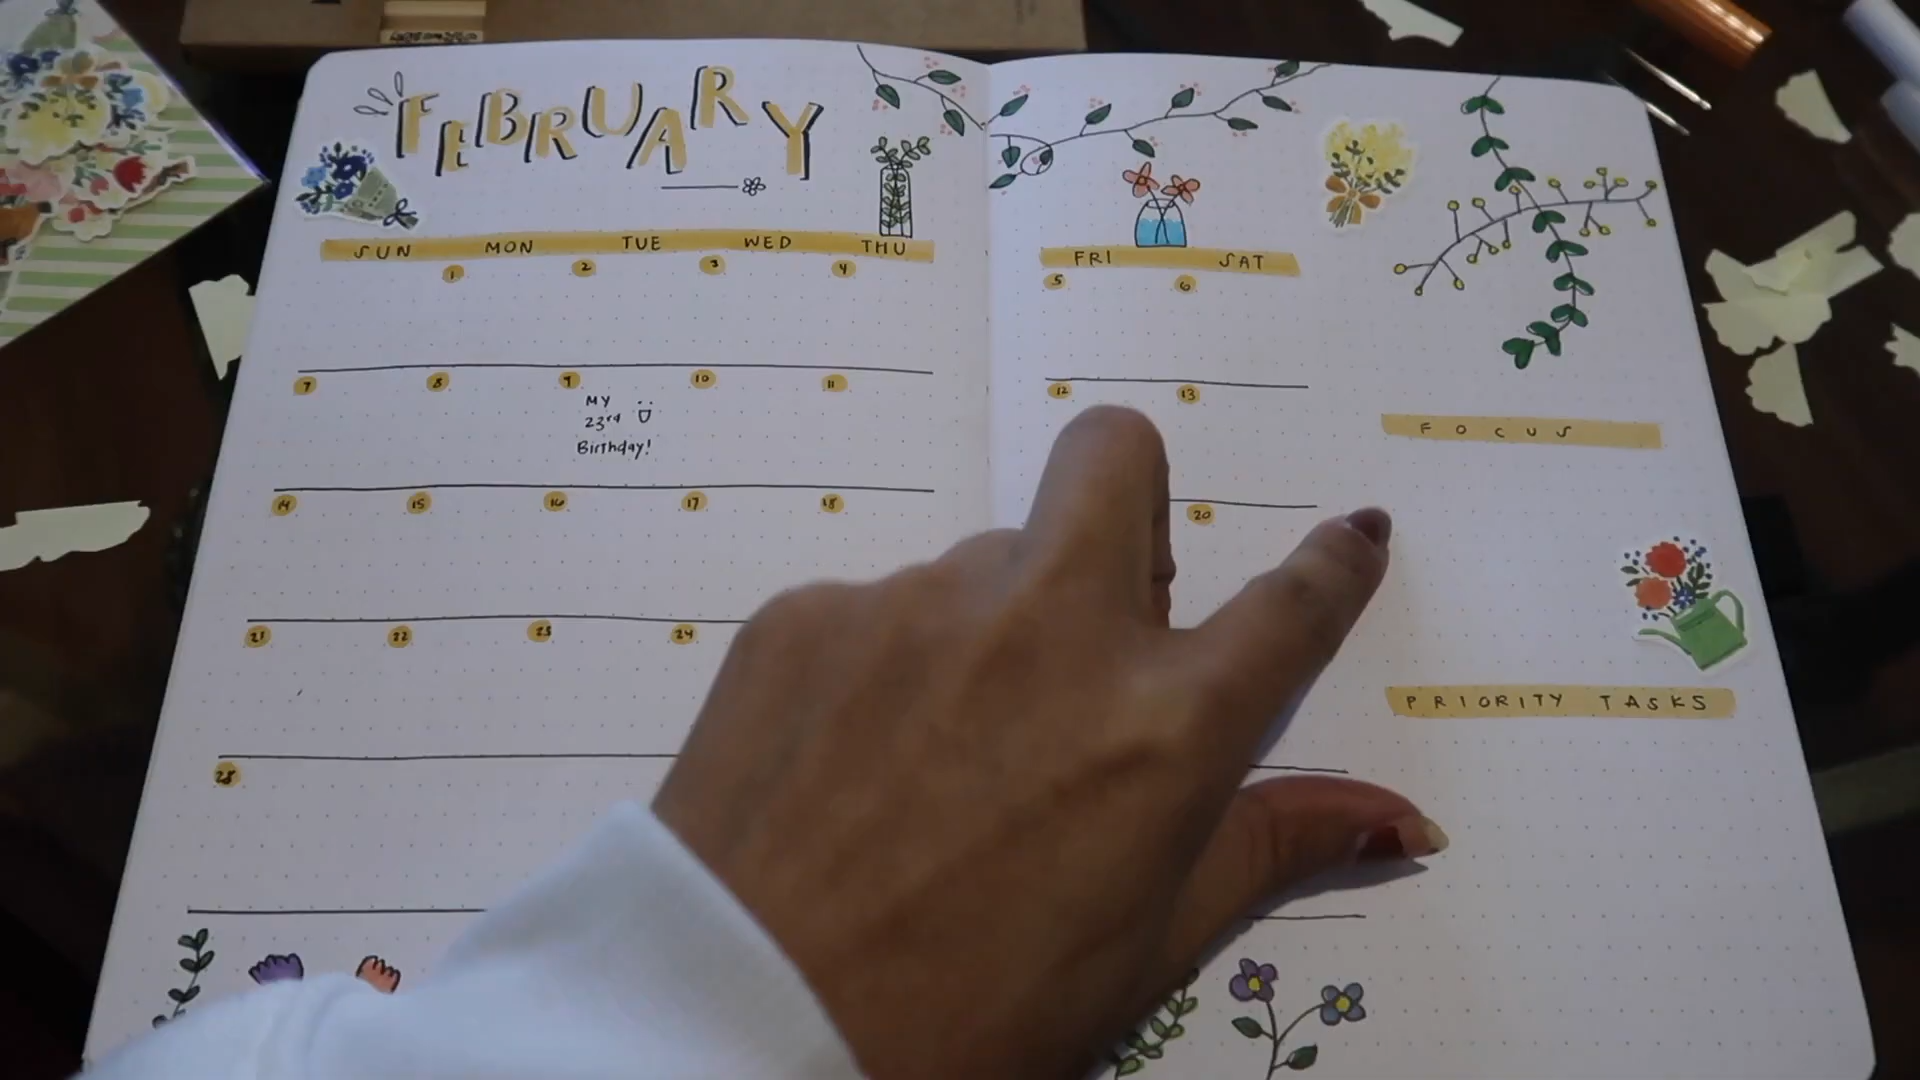 FEBRUARY
SUN MON TUE WED THU FRI SAT
1 2 3 4 5 6
7 8 9 10 11 12 13
MY
23rd
Birthday!
14 15 16 17 18 20
21 22 23 24
28
FOCUS
PRIORITY TASKS